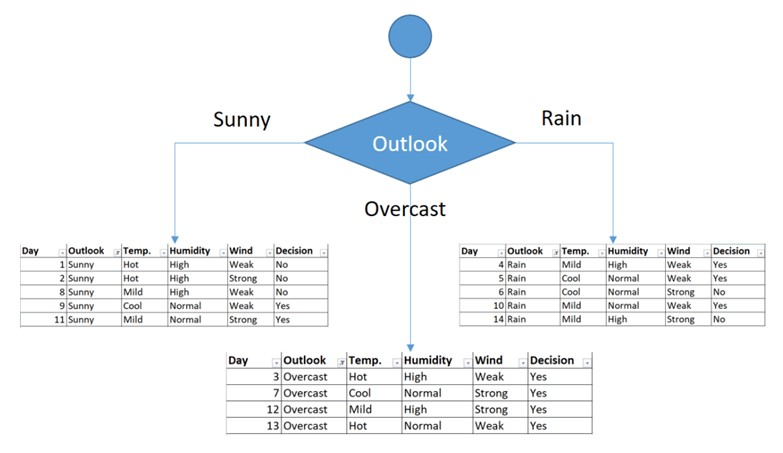 Sunny
Rain
Outlook
Overcast
Day Outlook Temp. Humidity Wind Decision
1 Sunny Hot High Weak No
2 Sunny Hot High Strong No
8 Sunny Mild High Weak No
9 Sunny Cool Normal Weak Yes
11 Sunny Mild Normal Strong Yes
Day Outlook Temp. Humidity Wind Decision
4 Rain Mild High Weak Yes
5 Rain Cool Normal Weak Yes
6 Rain Cool Normal Strong No
10 Rain Mild Normal Weak Yes
14 Rain Mild High Strong No
Day Outlook Temp. Humidity Wind Decision
3 Overcast Hot High Weak Yes
7 Overcast Cool Normal Strong Yes
12 Overcast Mild High Strong Yes
13 Overcast Hot Normal Weak Yes